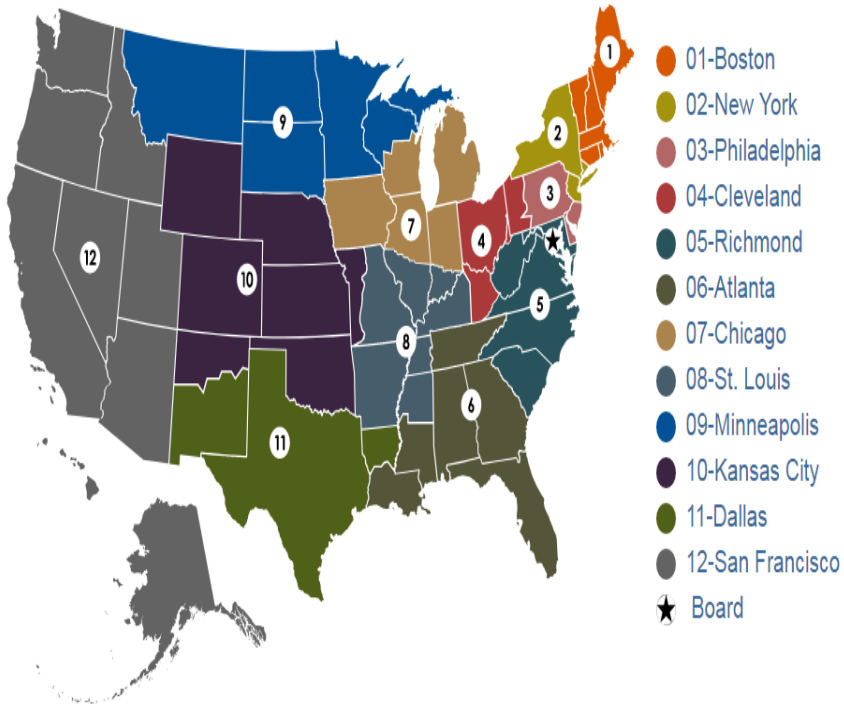 1
2
3
4
5
6
7
8
9
10
11
12
01-Boston
02-New York
03-Philadelphia
04-Cleveland
05-Richmond
06-Atlanta
07-Chicago
08-St. Louis
09-Minneapolis
10-Kansas City
11-Dallas
12-San Francisco
Board